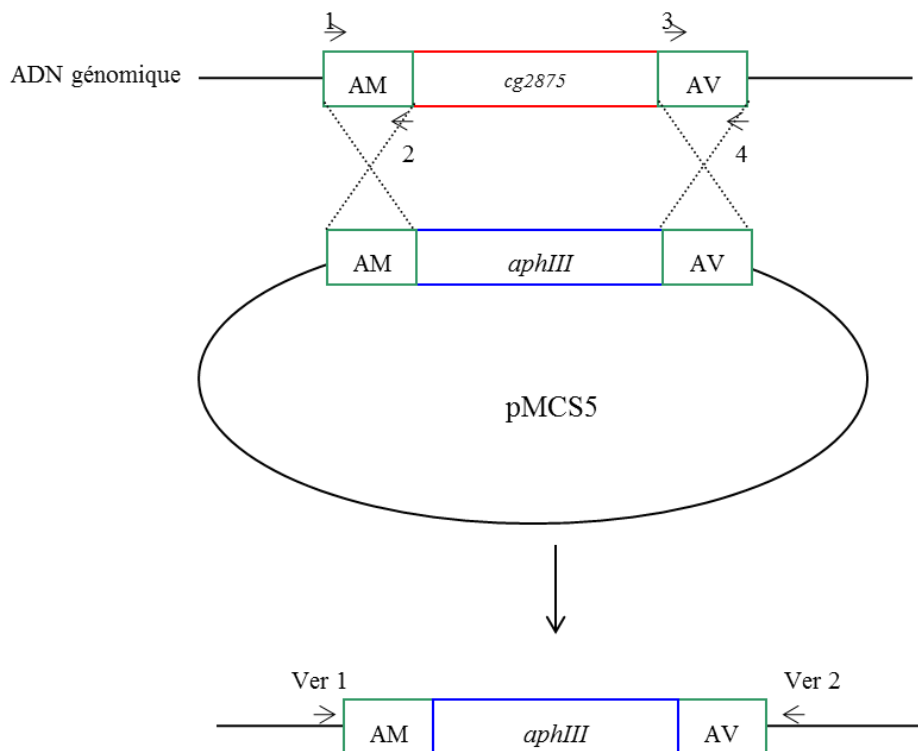 1 3
ADN génomique AM cg2875 AV
2 4
AM aphIII AV
pMCS5
Ver 1 Ver 2
AM aphIII AV